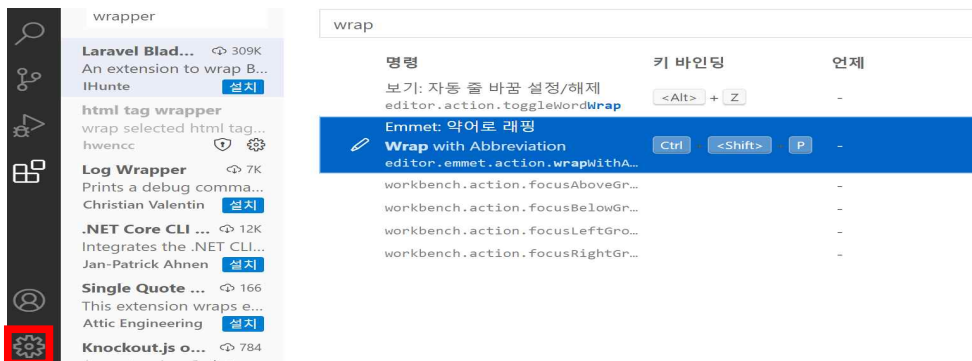 wrapper
Laravel Blad... 309K
An extension to wrap B...
IHunte 설치
html tag wrapper
wrap selected html tag...
hwencc
Log Wrapper 7K
Prints a debug comma...
Christian Valentin 설치
.NET Core CLI ... 12K
Integrates the .NET CLI...
Jan-Patrick Ahnen 설치
Single Quote ... 166
This extension wraps e...
Attic Engineering 설치
Knockout.js o... 784
wrap
명령 키 바인딩 언제
보기: 자동 줄 바꿈 설정/해제
editor.action.toggleWordWrap <Alt> + Z -
Emmet: 약어로 래핑
Wrap with Abbreviation Ctrl + <Shift> + P -
editor.emmet.action.wrapWithA...
workbench.action.focusAboveGr... -
workbench.action.focusBelowGr... -
workbench.action.focusLeftGro... -
workbench.action.focusRightGr... -